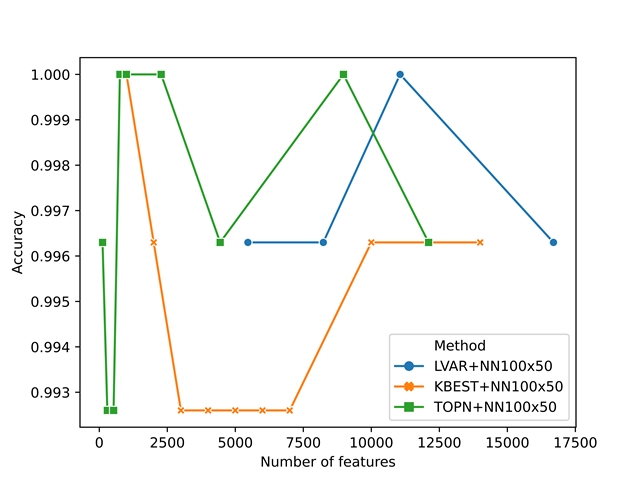 1.000
0.999
0.998
0.997
0.996
0.995
0.994
0.993
Accuracy
Method
LVAR+NN100x50
KBEST+NN100x50
TOPN+NN100x50
0 2500 5000 7500 10000 12500 15000 17500
Number of features